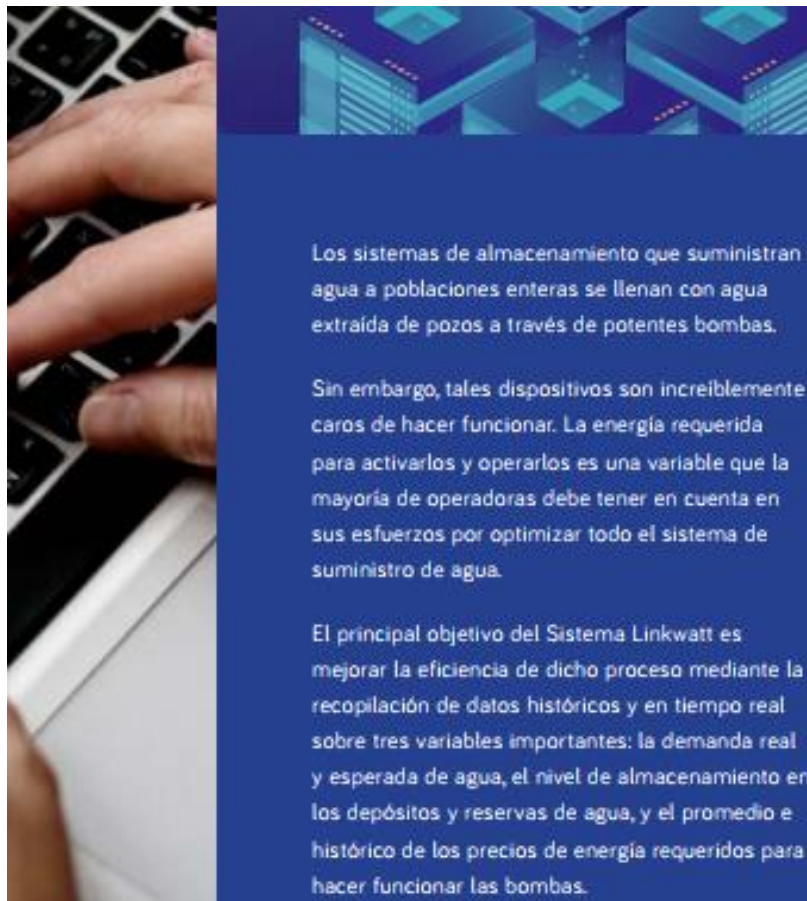 Los sistemas de almacenamiento que suministran
agua a poblaciones enteras se llenan con agua
extraída de pozos a través de potentes bombas.
Sin embargo, tales dispositivos son increíblemente
caros de hacer funcionar. La energía requerida
para activarlos y operarlos es una variable que la
mayoría de operadoras debe tener en cuenta en
sus esfuerzos por optimizar todo el sistema de
suministro de agua.
El principal objetivo del Sistema Linkwatt es
mejorar la eficiencia de dicho proceso mediante la
recopilación de datos históricos y en tiempo real
sobre tres variables importantes: la demanda real
y esperada de agua, el nivel de almacenamiento en
los depósitos y reservas de agua, y el promedio e
histórico de los precios de energía requeridos para
hacer funcionar las bombas.